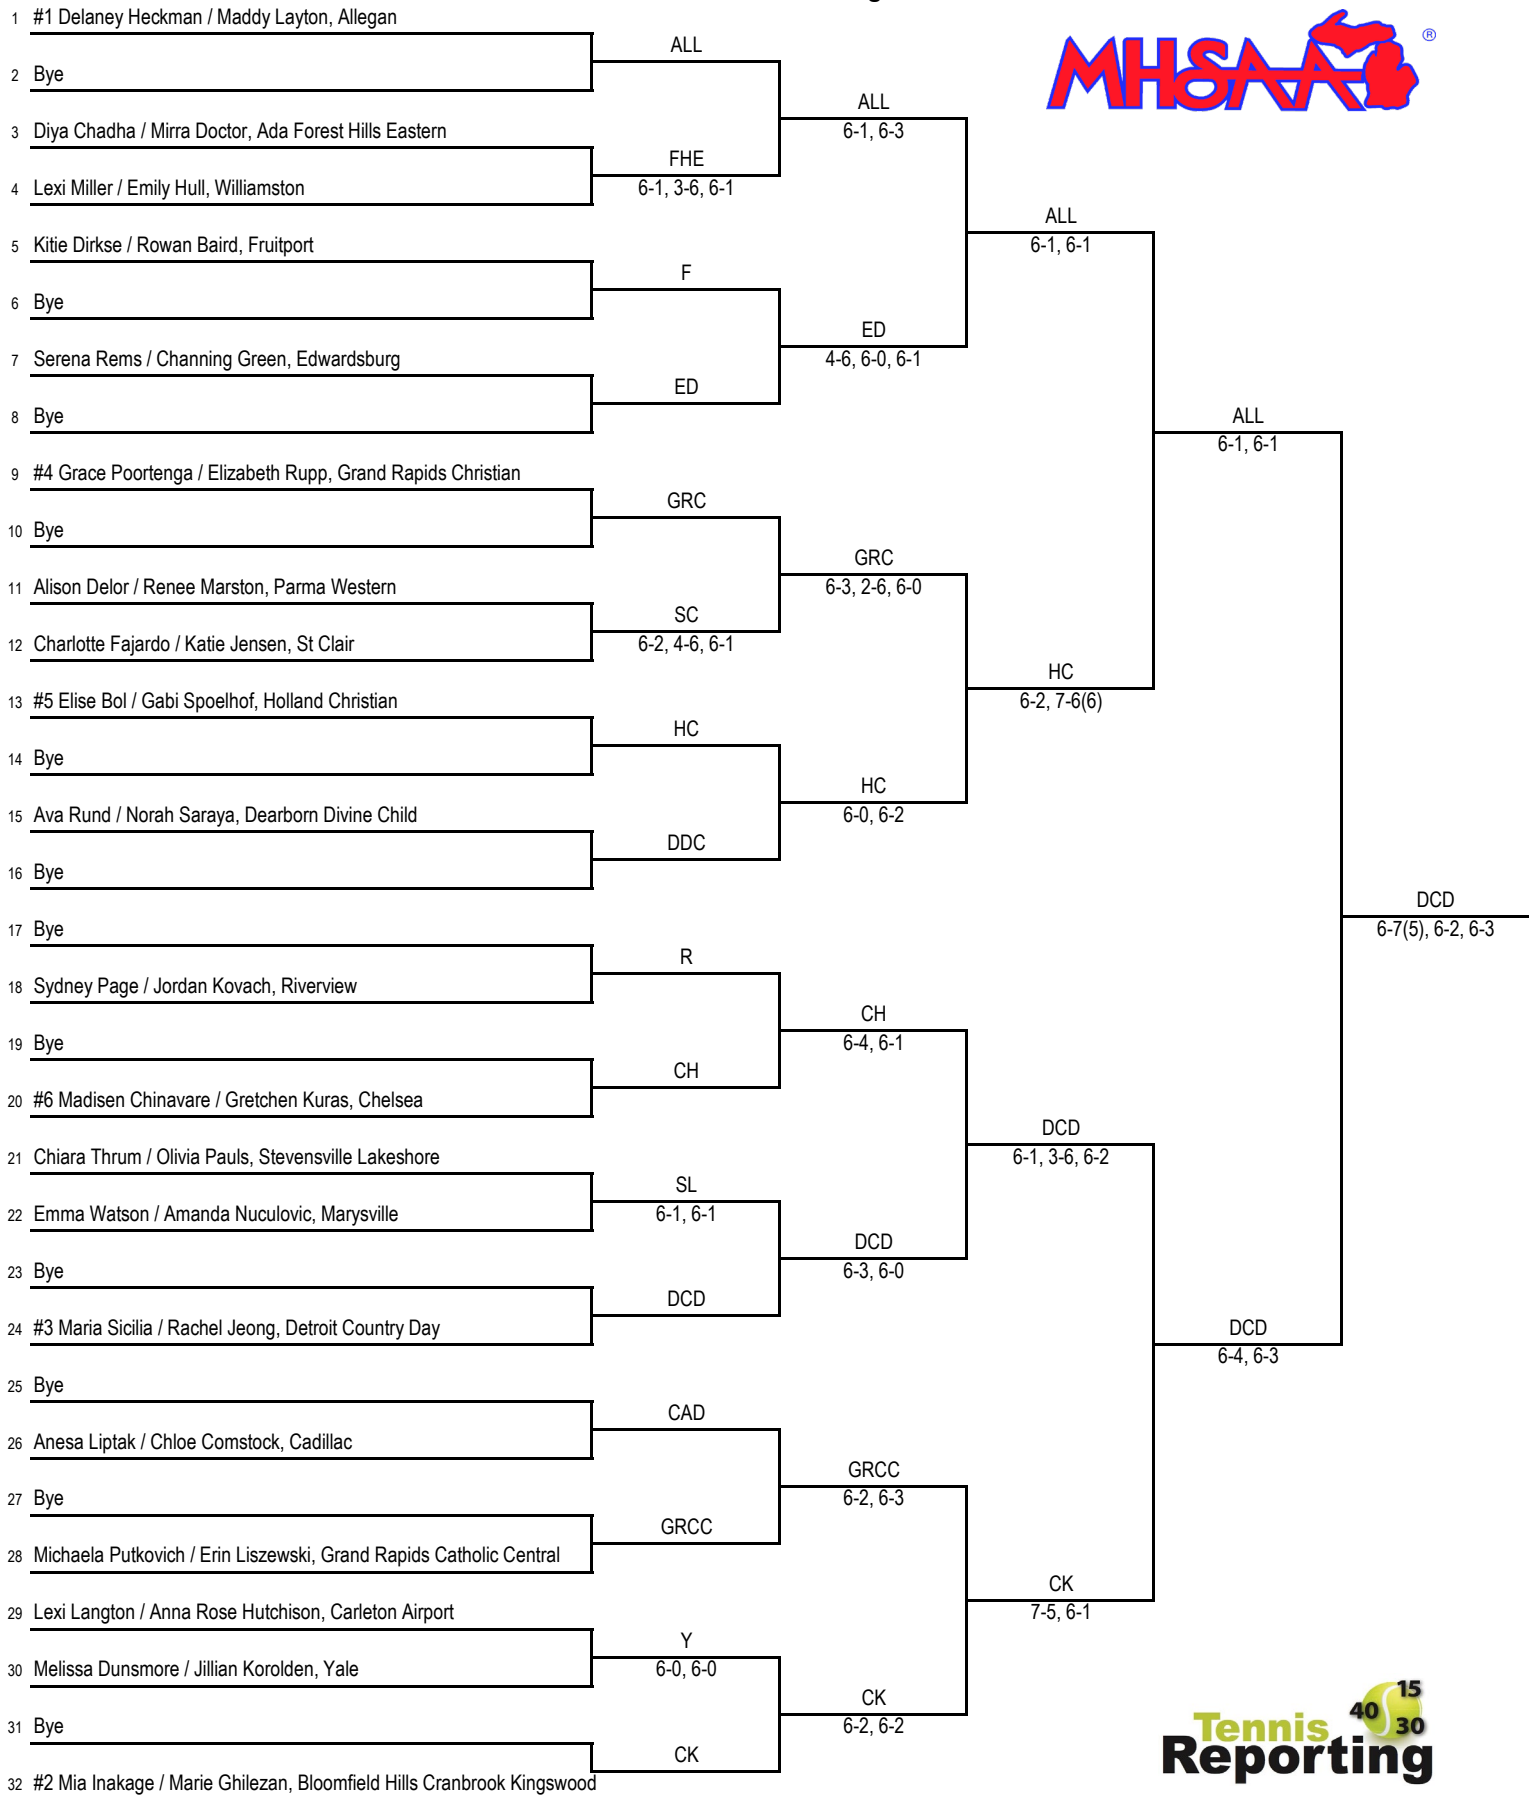 1 #1 Delaney Heckman / Maddy Layton, Allegan
ALL
2 Bye
ALL
6-1, 6-3
3 Diya Chadha / Mirra Doctor, Ada Forest Hills Eastern
FHE
6-1, 3-6, 6-1
4 Lexi Miller / Emily Hull, Williamston
ALL
6-1, 6-1
5 Kitie Dirkse / Rowan Baird, Fruitport
F
6 Bye
ED
4-6, 6-0, 6-1
7 Serena Rems / Channing Green, Edwardsburg
ED
8 Bye
ALL
6-1, 6-1
9 #4 Grace Poortenga / Elizabeth Rupp, Grand Rapids Christian
GRC
10 Bye
GRC
6-3, 2-6, 6-0
11 Alison Delor / Renee Marston, Parma Western
SC
6-2, 4-6, 6-1
12 Charlotte Fajardo / Katie Jensen, St Clair
HC
6-2, 7-6(6)
13 #5 Elise Bol / Gabi Spoelhof, Holland Christian
HC
14 Bye
HC
6-0, 6-2
15 Ava Rund / Norah Saraya, Dearborn Divine Child
DDC
16 Bye
DCD
6-7(5), 6-2, 6-3
17 Bye
R
18 Sydney Page / Jordan Kovach, Riverview
CH
6-4, 6-1
19 Bye
CH
20 #6 Madisen Chinavare / Gretchen Kuras, Chelsea
DCD
6-1, 3-6, 6-2
21 Chiara Thrum / Olivia Pauls, Stevensville Lakeshore
SL
6-1, 6-1
22 Emma Watson / Amanda Nuculovic, Marysville
DCD
6-3, 6-0
23 Bye
DCD
24 #3 Maria Sicilia / Rachel Jeong, Detroit Country Day
DCD
6-4, 6-3
25 Bye
CAD
26 Anesa Liptak / Chloe Comstock, Cadillac
GRCC
6-2, 6-3
27 Bye
GRCC
28 Michaela Putkovich / Erin Liszewski, Grand Rapids Catholic Central
CK
7-5, 6-1
29 Lexi Langton / Anna Rose Hutchison, Carleton Airport
Y
6-0, 6-0
30 Melissa Dunsmore / Jillian Korolden, Yale
CK
6-2, 6-2
31 Bye
CK
32 #2 Mia Inakage / Marie Ghilezan, Bloomfield Hills Cranbrook Kingswood
MHSAA ®
15
40
30
Tennis
Reporting